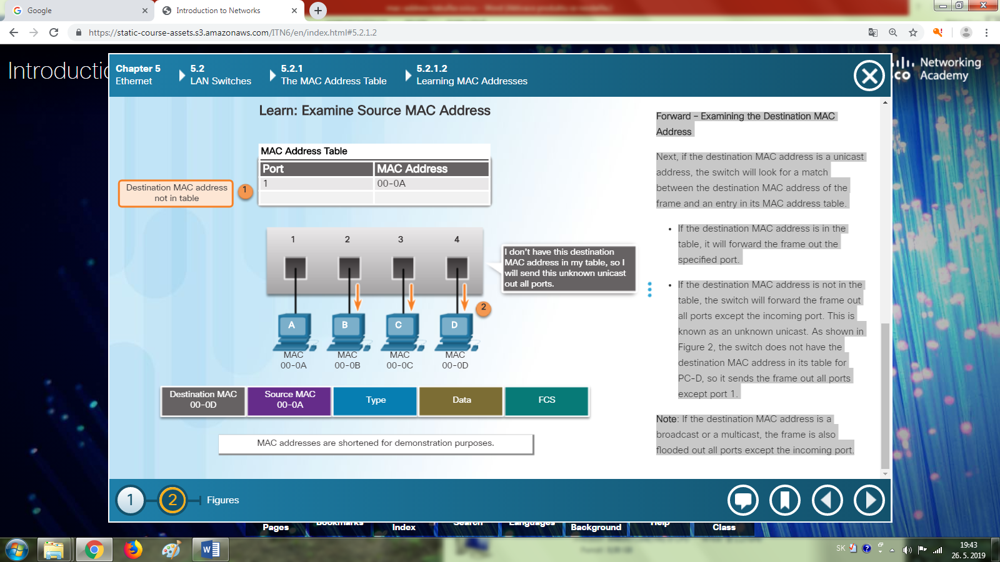 Google
Introduction to Networks
https://static-course-assets.s3.amazonaws.com/ITN6/en/index.html#5.2.1.2
Networking
Academy
Chapter 5
Ethernet
5.2
LAN Switches
5.2.1
The MAC Address Table
5.2.1.2
Learning MAC Addresses
Learn: Examine Source MAC Address
MAC Address Table
Port MAC Address
1 00-0A
Destination MAC address
not in table
1
1 2 3 4
I don't have this destination
MAC address in my table, so I
will send this unknown unicast
out all ports.
2
A B C D
MAC MAC MAC MAC
00-0A 00-0B 00-0C 00-0D
Destination MAC
00-0D
Source MAC
00-0A
Type
Data
FCS
MAC addresses are shortened for demonstration purposes.
Forward – Examining the Destination MAC
Address
Next, if the destination MAC address is a unicast
address, the switch will look for a match
between the destination MAC address of the
frame and an entry in its MAC address table.
• If the destination MAC address is in the
table, it will forward the frame out the
specified port.
• If the destination MAC address is not in the
table, the switch will forward the frame out
all ports except the incoming port. This is
known as an unknown unicast. As shown in
Figure 2, the switch does not have the
destination MAC address in its table for
PC-D, so it sends the frame out all ports
except port 1.
Note: If the destination MAC address is a
broadcast or a multicast, the frame is also
flooded out all ports except the incoming port.
1 2 Figures
Pages Bookmarks Index Search Languages Background Help Class
SK
19:43
26. 5. 2019